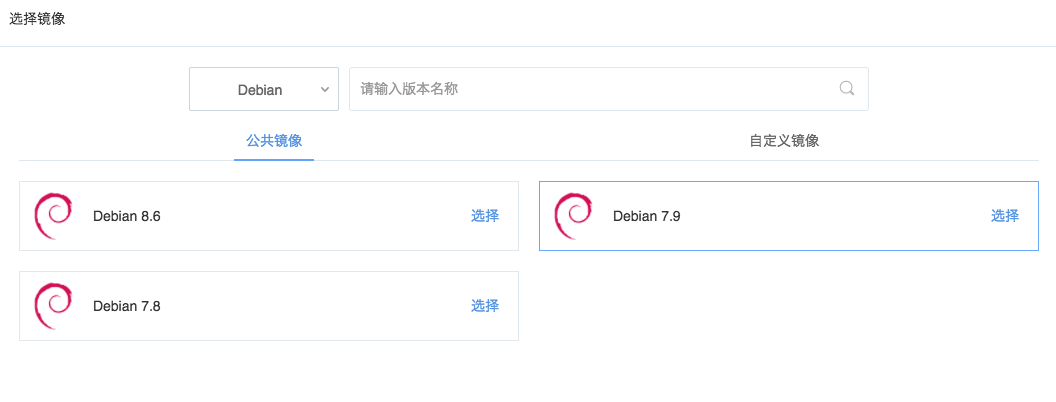 选择镜像
Debian
请输入版本名称
公共镜像
自定义镜像
Debian 8.6
选择
Debian 7.9
选择
Debian 7.8
选择